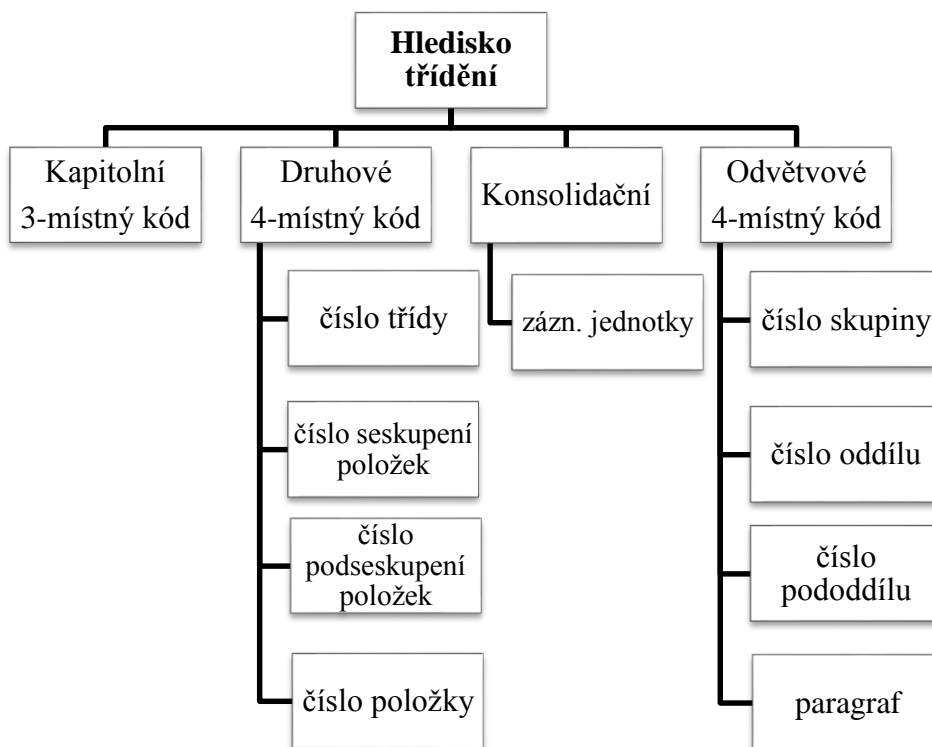 Hledisko
třídění
Kapitolní
3-místný kód
Druhové
4-místný kód
Konsolidační
Odvětvové
4-místný kód
číslo třídy
číslo seskupení
položek
číslo
podseskupení
položek
číslo položky
zázn. jednotky
číslo skupiny
číslo oddílu
číslo
pododdílu
paragraf